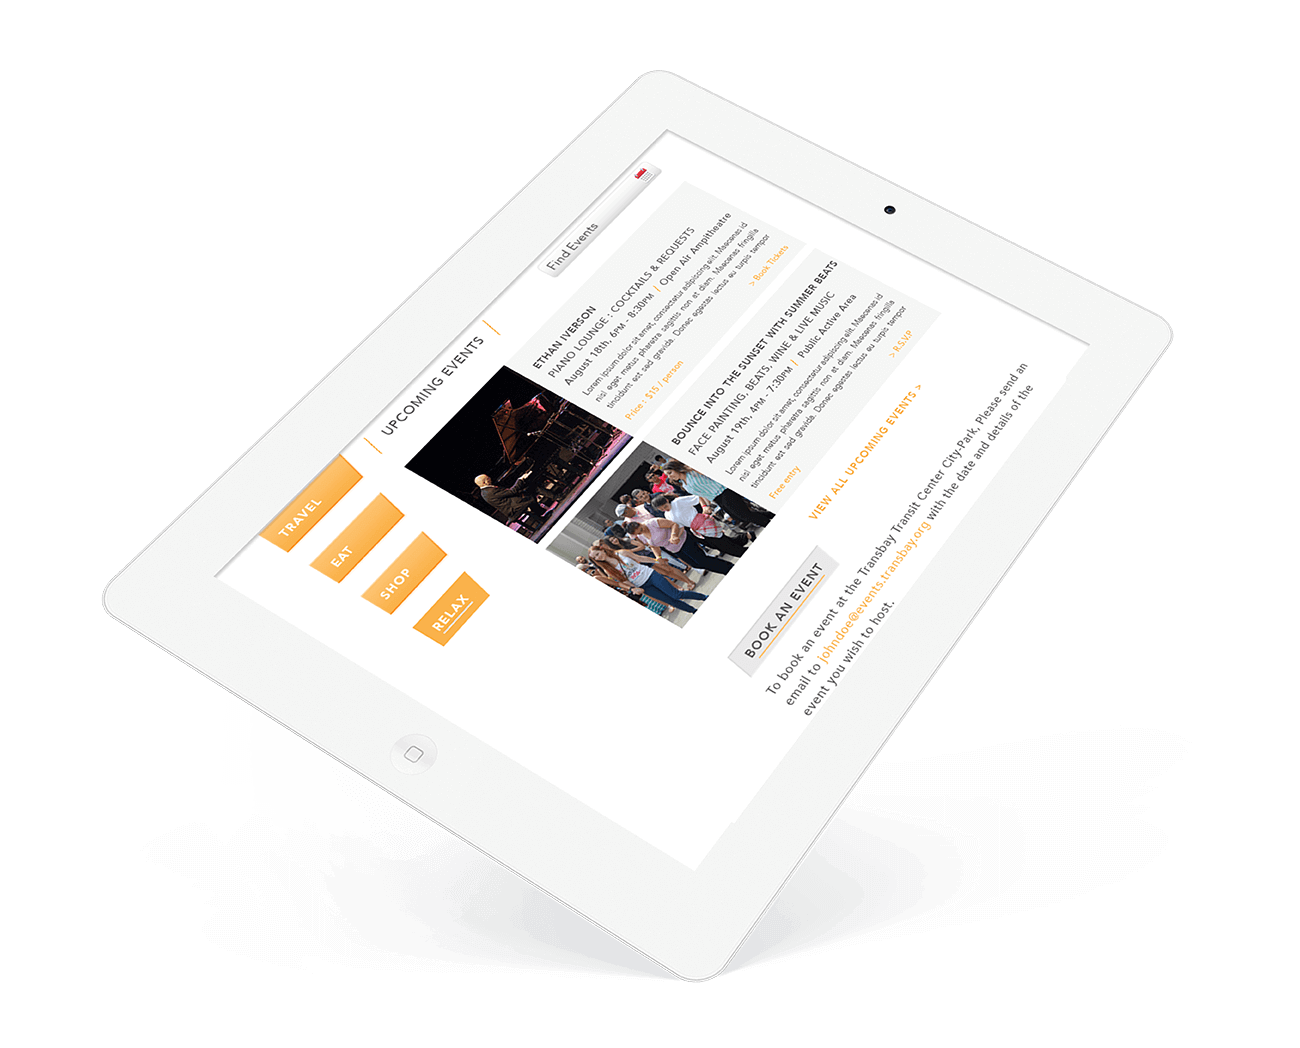 TRAVEL
EAT
SHOP
RELAX
| UPCOMING EVENTS |
Find Events
ETHAN IVERSON
PIANO LOUNGE : COCKTAILS & REQUESTS
August 18th, 6PM - 8:30PM | Open Air Ampitheatre
Lorem ipsum dolor sit amet, consectetur adipiscing elit. Maecenas id
nisl eget metus pharetra sagittis non at diam. Maecenas fringilla
tincidunt est sed gravida. Donec egestas lectus eu turpis tempor
Price : $15 / person
> Book Tickets
BOUNCE INTO THE SUNSET WITH SUMMER BEATS
FACE PAINTING, BEATS, WINE & LIVE MUSIC
August 19th, 4PM - 7:30PM | Public Active Area
Lorem ipsum dolor sit amet, consectetur adipiscing elit. Maecenas id
nisl eget metus pharetra sagittis non at diam. Maecenas fringilla
tincidunt est sed gravida. Donec egestas lectus eu turpis tempor
Free entry
> R.S.V.P
VIEW ALL UPCOMING EVENTS >
BOOK AN EVENT
To book an event at the Transbay Transit Center City-Park, Please send an
email to johndoe@events.transbay.org with the date and details of the
event you wish to host.